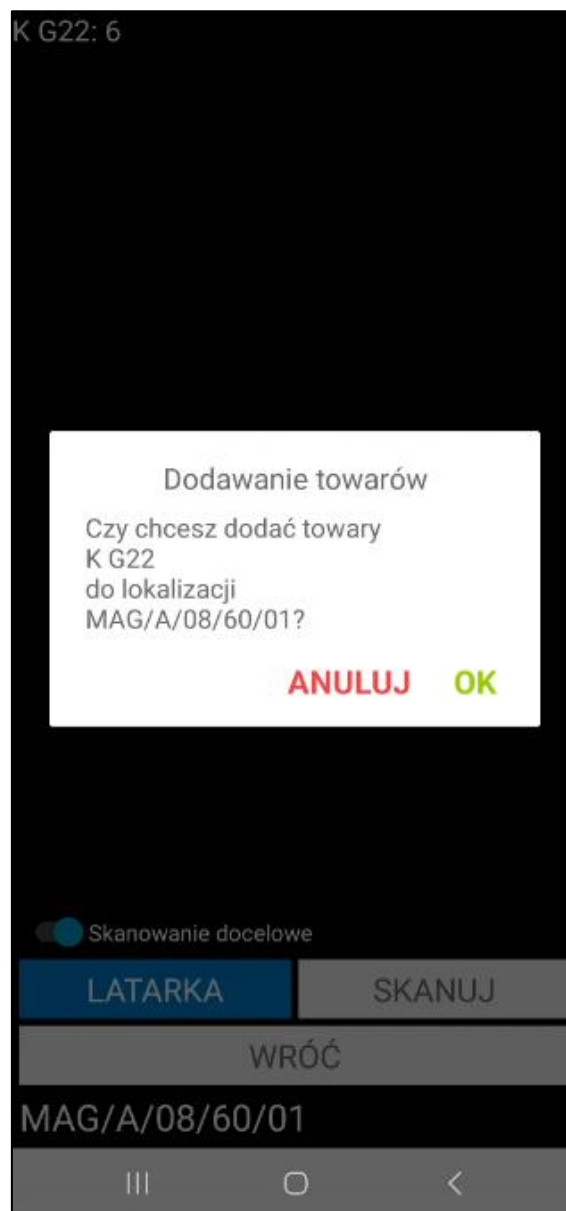 K G22: 6
Dodawanie towarów
Czy chcesz dodać towary
K G22
do lokalizacji
MAG/A/08/60/01?
ANULUJ OK
Skanowanie docelowe
LATARKA SKANUJ
WRÓĆ
MAG/A/08/60/01